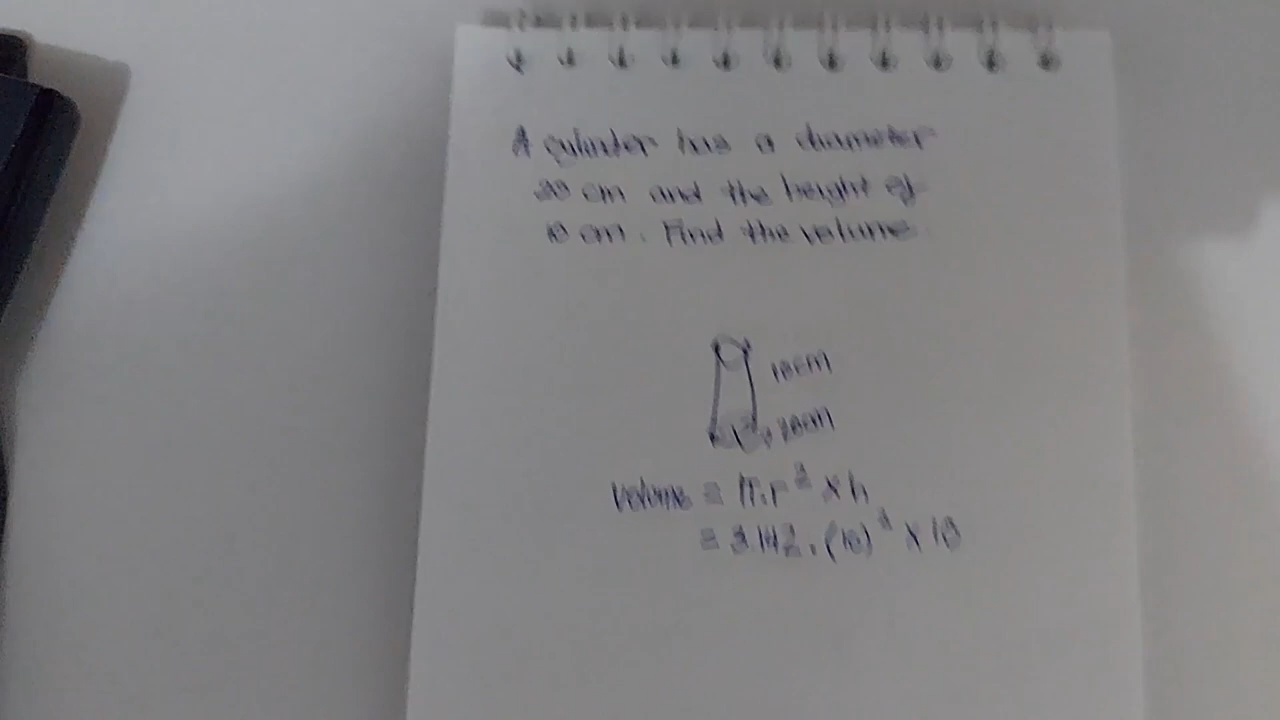 A cylinder has a diameter
20 cm and the height of
10 cm. Find the volume.
10cm
20cm
Volume = π.r² × h
= 3.142.(10)² × 10